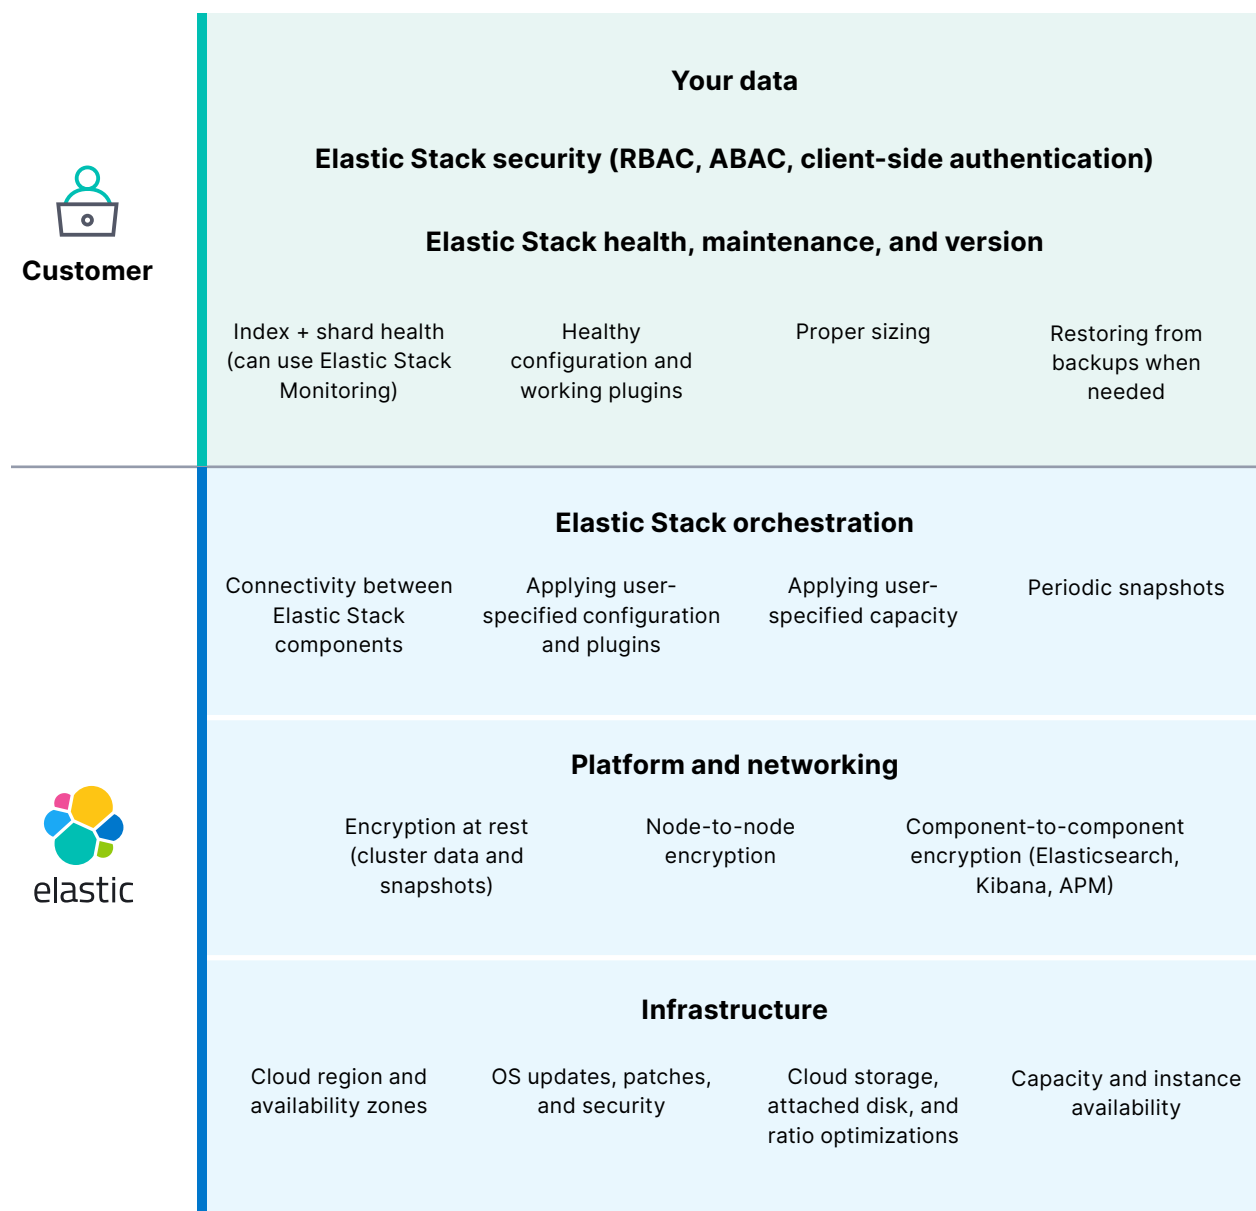 Your data
Elastic Stack security (RBAC, ABAC, client-side authentication)
Elastic Stack health, maintenance, and version
Customer
Index + shard health
(can use Elastic Stack
Monitoring)
Healthy
configuration and
working plugins
Proper sizing
Restoring from
backups when
needed
Elastic Stack orchestration
Connectivity between
Elastic Stack
components
Applying user-
specified configuration
and plugins
Applying user-
specified capacity
Periodic snapshots
Platform and networking
elastic
Encryption at rest
(cluster data and
snapshots)
Node-to-node
encryption
Component-to-component
encryption (Elasticsearch,
Kibana, APM)
Infrastructure
Cloud region and
availability zones
OS updates, patches,
and security
Cloud storage,
attached disk, and
ratio optimizations
Capacity and instance
availability